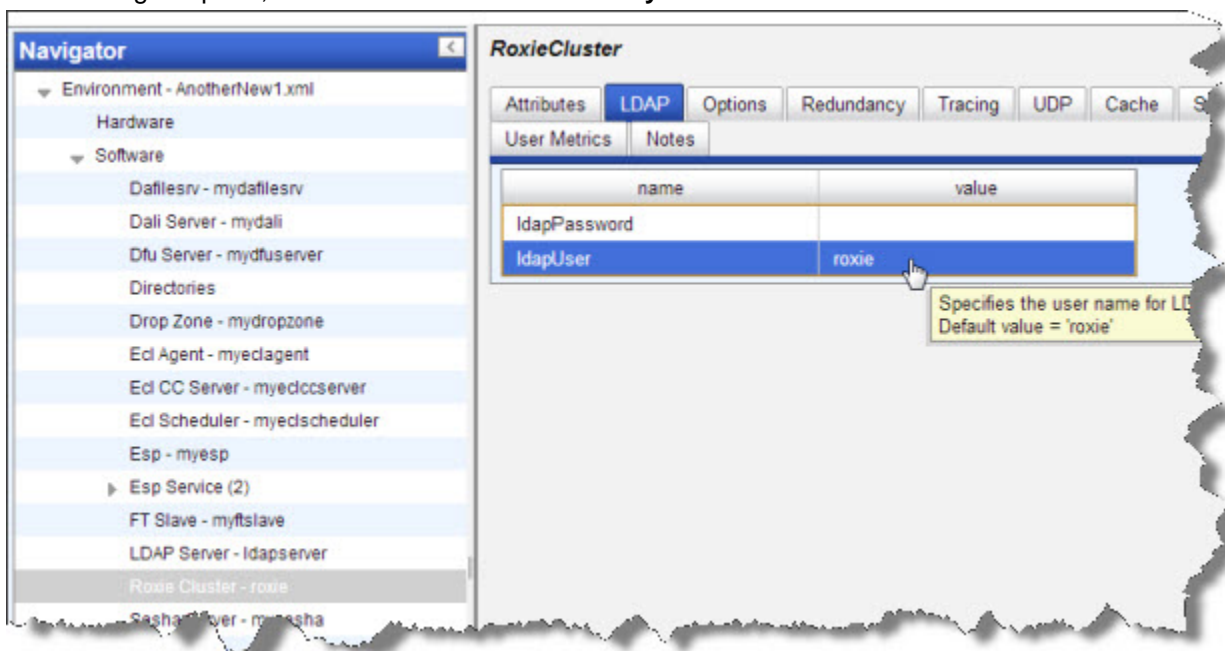 Navigator
Environment - AnotherNew1.xml
Hardware
Software
Dafilesrv - mydafilesrv
Dali Server - mydali
Dfu Server - mydfuserver
Directories
Drop Zone - mydropzone
Ecl Agent - myeclagent
Ecl CC Server - myeclccserver
Ecl Scheduler - myeclscheduler
Esp - myesp
Esp Service (2)
FT Slave - myftslave
LDAP Server - ldapserver
Roxie Cluster - roxie
RoxieCluster
Attributes LDAP Options Redundancy Tracing UDP Cache
User Metrics Notes
name value
ldapPassword
ldapUser roxie
Specifies the user name for
Default value = 'roxie'